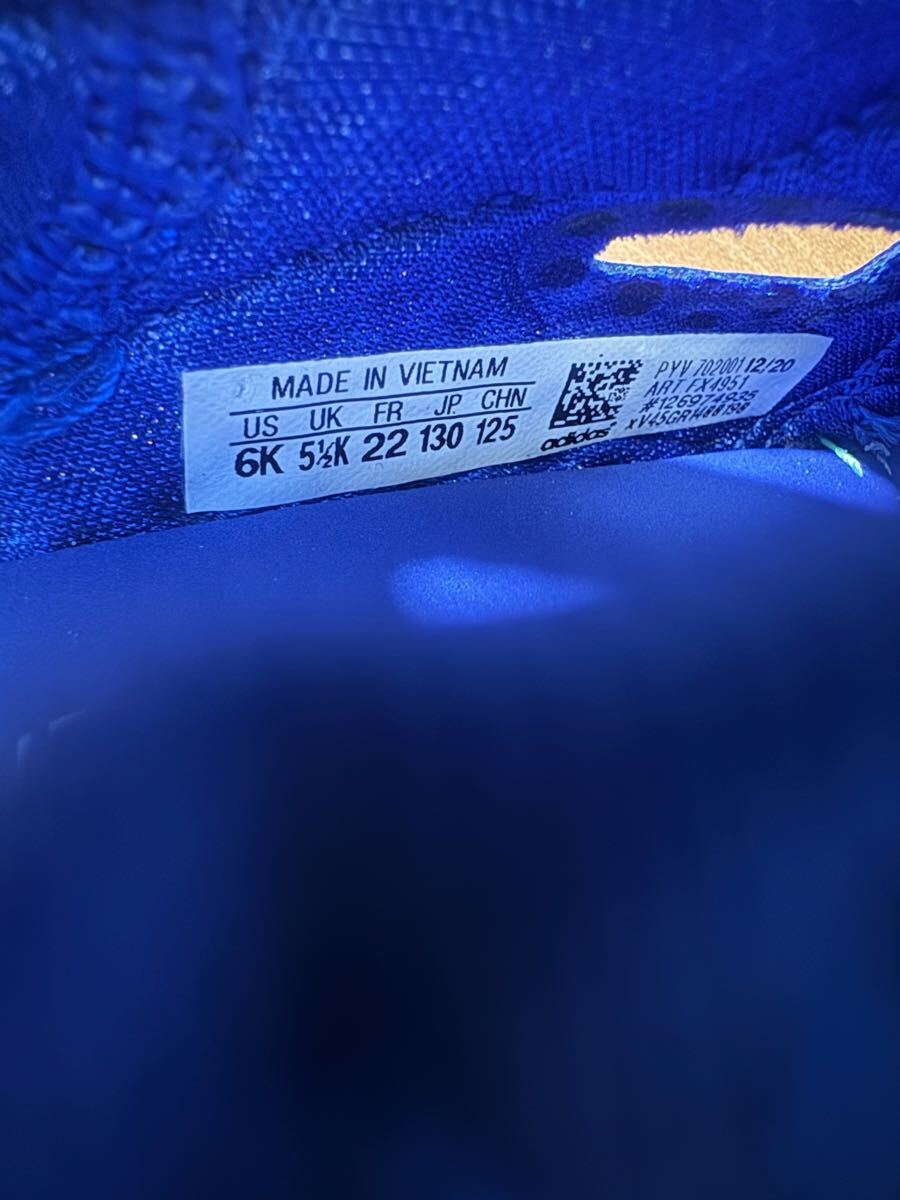 MADE IN VIETNAM
US UK FR JP CHN
6K 5½K 22 130 125
adidas
PYV 702001 12/20
ART FX4951
#126974935